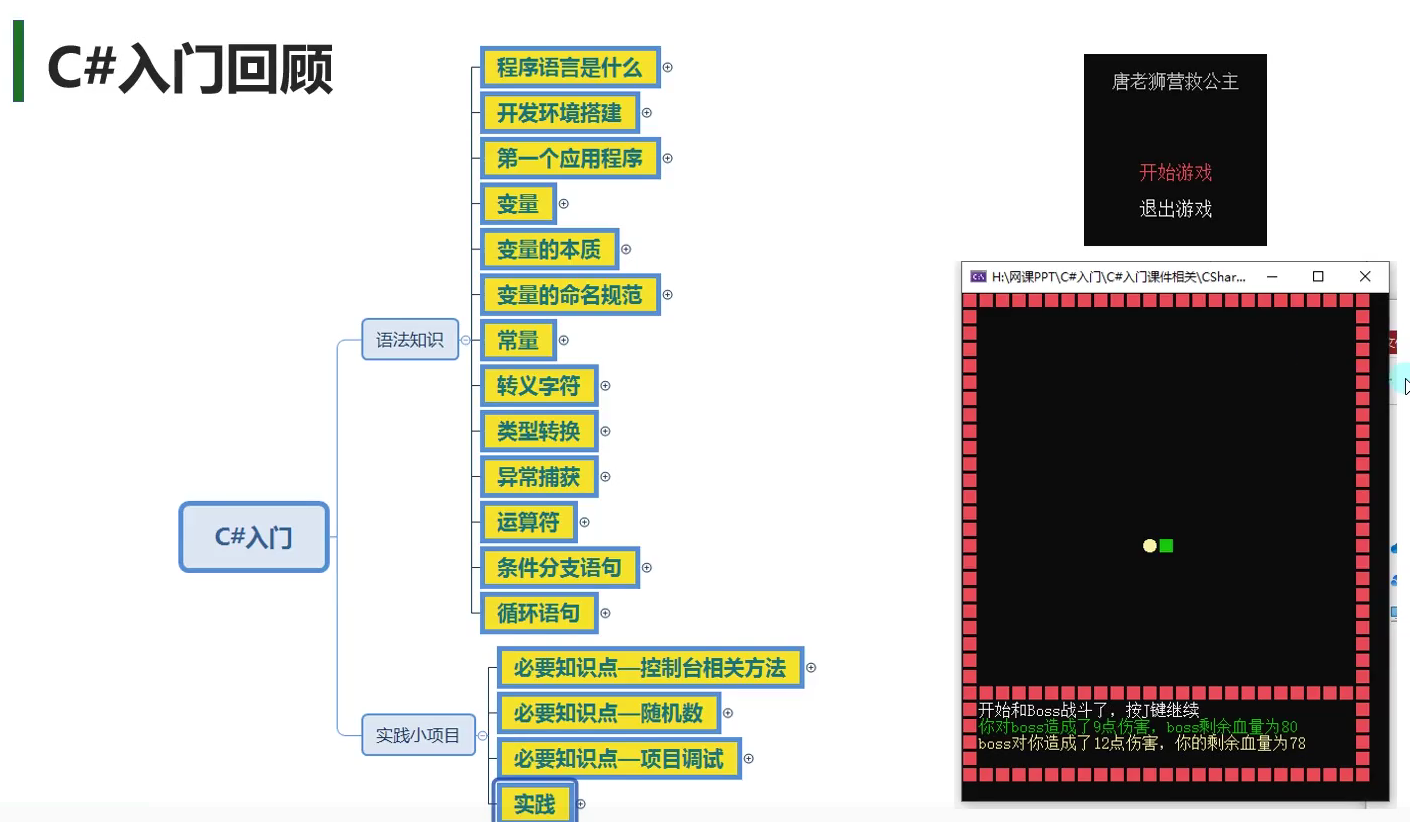 C#入门回顾
程序语言是什么
开发环境搭建
第一个应用程序
变量
变量的本质
变量的命名规范
语法知识
常量
转义字符
类型转换
异常捕获
运算符
C#入门
条件分支语句
循环语句
必要知识点—控制台相关方法
必要知识点—随机数
实践小项目
必要知识点—项目调试
实践
唐老狮营救公主
开始游戏
退出游戏
H:\网课PPT\C#入门\C#入门课件相关\CShar...
开始和Boss战斗了，按J键继续
你对boss造成了9点伤害，boss剩余血量为80
boss对你造成了12点伤害，你的剩余血量为78